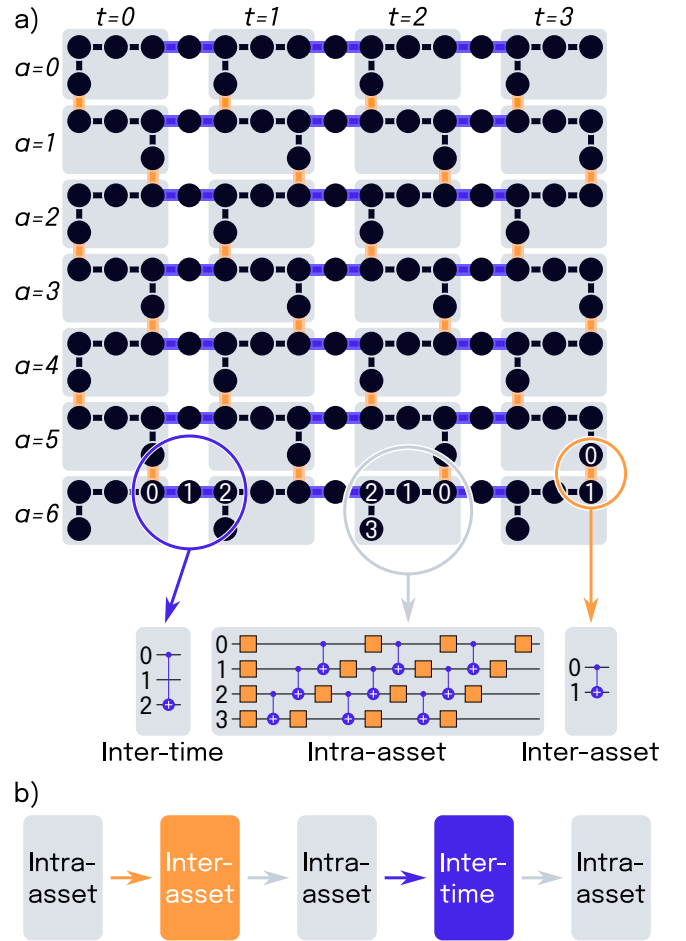 a)
t=0 t=1 t=2 t=3
a=0
a=1
a=2
a=3
a=4
a=5
0
0 1 2 2 1 0 1
a=6
3
0
1
2
0
1
2
3
0
1
Inter-time Intra-asset Inter-asset
b)
Intra-
asset
Inter-
asset
Intra-
asset
Inter-
time
Intra-
asset